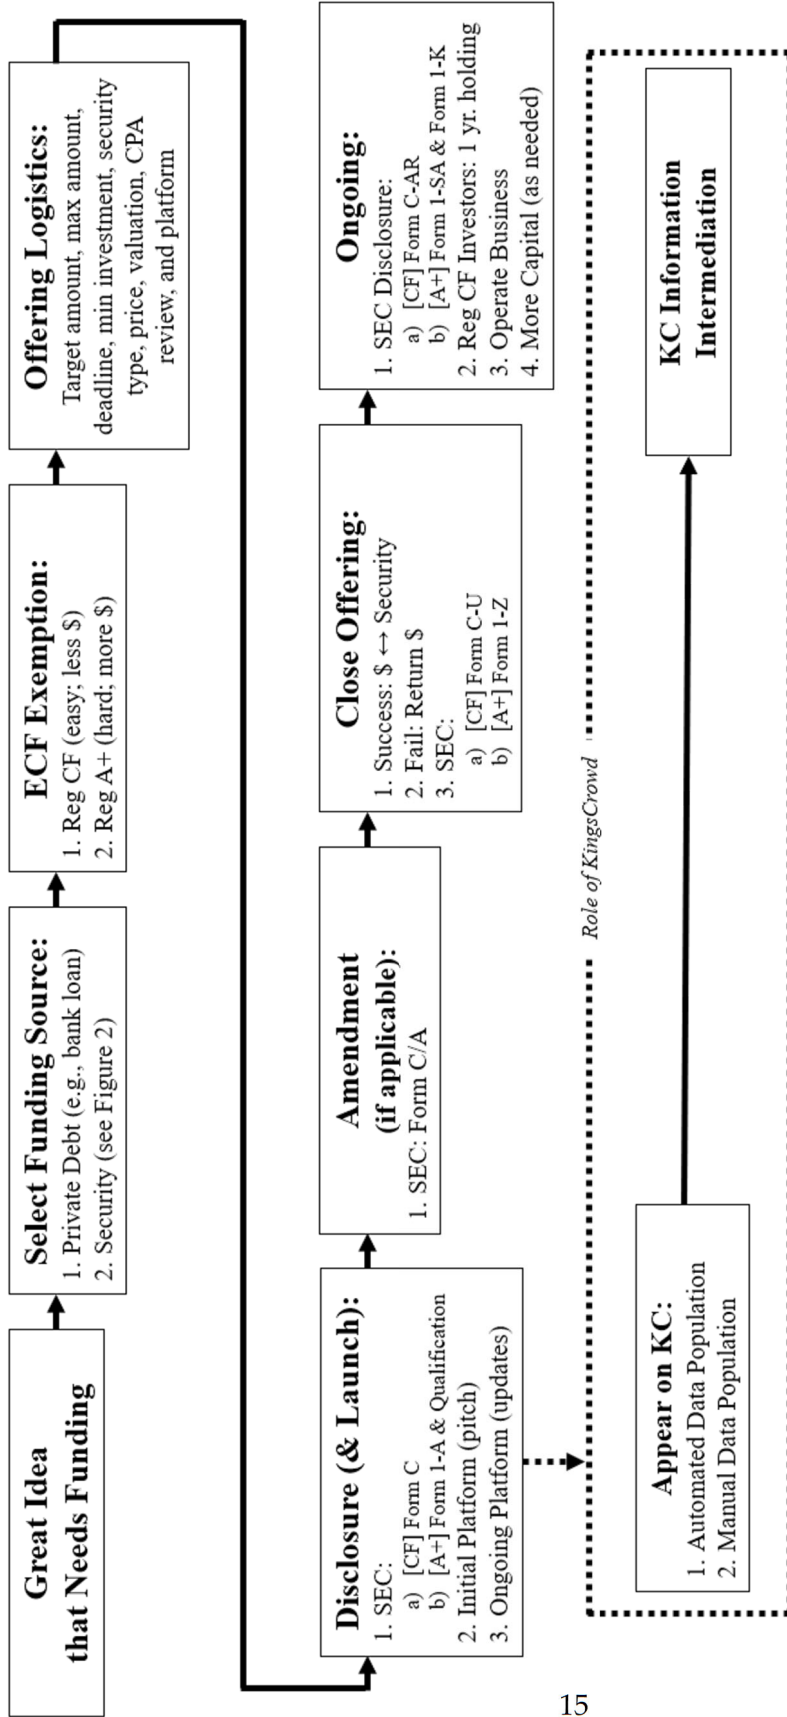 Great Idea
that Needs Funding
Select Funding Source:
1. Private Debt (e.g., bank loan)
2. Security (see Figure 2)
ECF Exemption:
1. Reg CF (easy; less $)
2. Reg A+ (hard; more $)
Offering Logistics:
Target amount, max amount,
deadline, min investment, security
type, price, valuation, CPA
review, and platform
Disclosure (& Launch):
1. SEC:
a) [CF] Form C
b) [A+] Form 1-A & Qualification
2. Initial Platform (pitch)
3. Ongoing Platform (updates)
Amendment
(if applicable):
1. SEC: Form C/A
Close Offering:
1. Success: $ ↔ Security
2. Fail: Return $
3. SEC:
a) [CF] Form C-U
b) [A+] Form 1-Z
Ongoing:
1. SEC Disclosure:
a) [CF] Form C-AR
b) [A+] Form 1-SA & Form 1-K
2. Reg CF Investors: 1 yr. holding
3. Operate Business
4. More Capital (as needed)
Role of KingsCrowd
Appear on KC:
1. Automated Data Population
2. Manual Data Population
KC Information
Intermediation
15